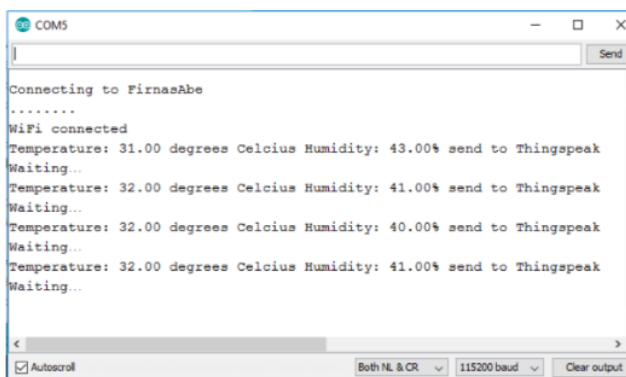 COM5
Send
Connecting to FirnasAbe
........
WiFi connected
Temperature: 31.00 degrees Celcius Humidity: 43.00% send to Thingspeak
Waiting...
Temperature: 32.00 degrees Celcius Humidity: 41.00% send to Thingspeak
Waiting...
Temperature: 32.00 degrees Celcius Humidity: 40.00% send to Thingspeak
Waiting...
Temperature: 32.00 degrees Celcius Humidity: 41.00% send to Thingspeak
Waiting...
Autoscroll Both NL & CR 115200 baud Clear output